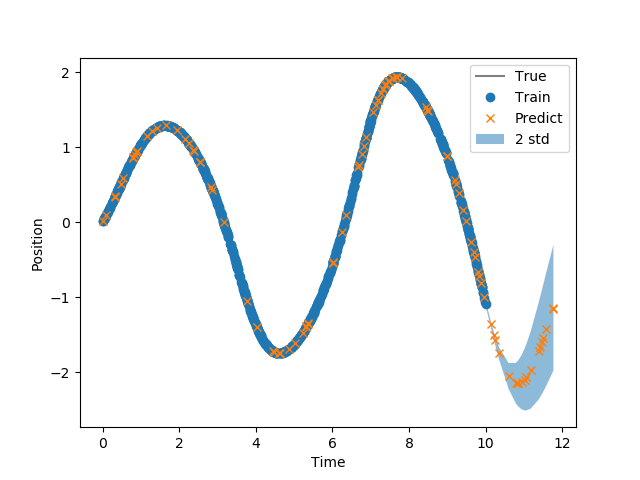 True
Train
Predict
2 std
2
1
0
−1
−2
Position
0 2 4 6 8 10 12
Time